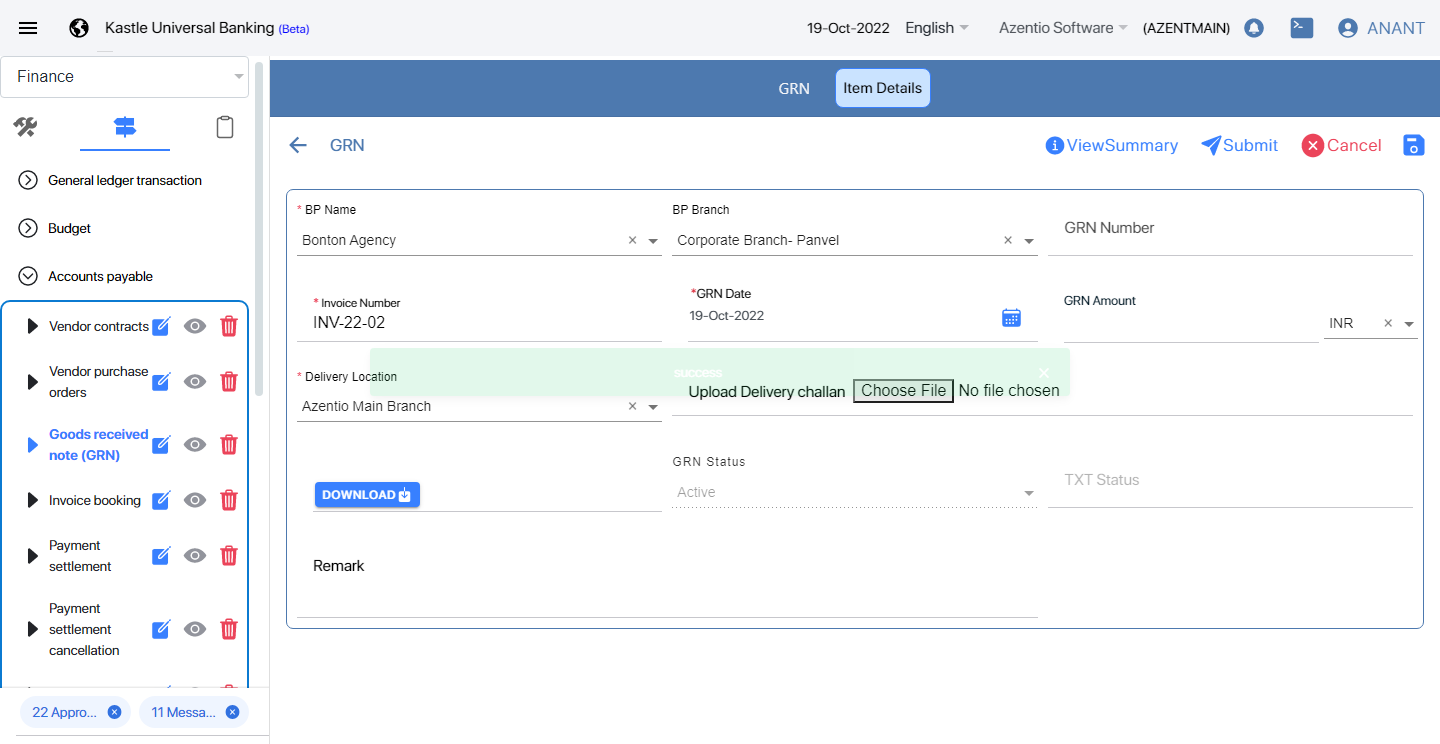 Kastle Universal Banking (Beta)
19-Oct-2022 English Azentio Software (AZENTMAIN) ANANT
Finance
GRN Item Details
GRN
ViewSummary Submit Cancel
General ledger transaction
Budget
Accounts payable
Vendor contracts
Vendor purchase
orders
Goods received
note (GRN)
Invoice booking
Payment
settlement
Payment
settlement
cancellation
22 Appro... 11 Messa...
* BP Name
Bonton Agency
BP Branch
Corporate Branch- Panvel
GRN Number
* Invoice Number
INV-22-02
*GRN Date
19-Oct-2022
GRN Amount
INR
* Delivery Location
Azentio Main Branch
success
Upload Delivery challan Choose File No file chosen
DOWNLOAD
GRN Status
Active
TXT Status
Remark